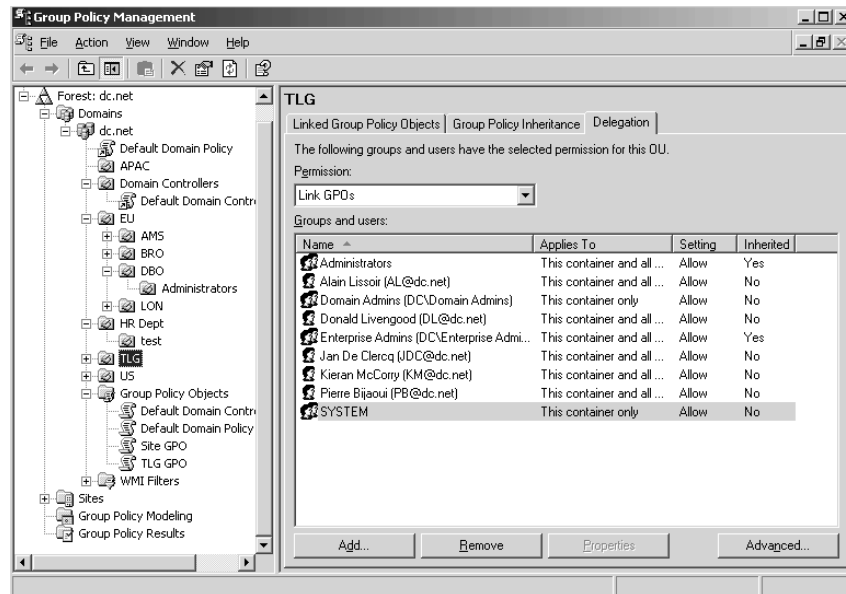 Group Policy Management
File Action View Window Help
Forest: dc.net
Domains
dc.net
Default Domain Policy
APAC
Domain Controllers
Default Domain Contr
EU
AMS
BRO
DBO
Administrators
LON
HR Dept
test
TLG
US
Group Policy Objects
Default Domain Contr
Default Domain Policy
Site GPO
TLG GPO
WMI Filters
Sites
Group Policy Modeling
Group Policy Results
TLG
Linked Group Policy Objects Group Policy Inheritance Delegation
The following groups and users have the selected permission for this OU.
Permission:
Link GPOs
Groups and users:
Name Applies To Setting Inherited
Administrators This container and all ... Allow Yes
Alain Lissoir (AL@dc.net) This container and all ... Allow No
Domain Admins (DC\Domain Admins) This container only Allow No
Donald Livengood (DL@dc.net) This container and all ... Allow No
Enterprise Admins (DC\Enterprise Admi... This container and all ... Allow Yes
Jan De Clercq (JDC@dc.net) This container and all ... Allow No
Kieran McCorry (KM@dc.net) This container and all ... Allow No
Pierre Bijaoui (PB@dc.net) This container and all ... Allow No
SYSTEM This container only Allow No
Add... Remove Properties Advanced...